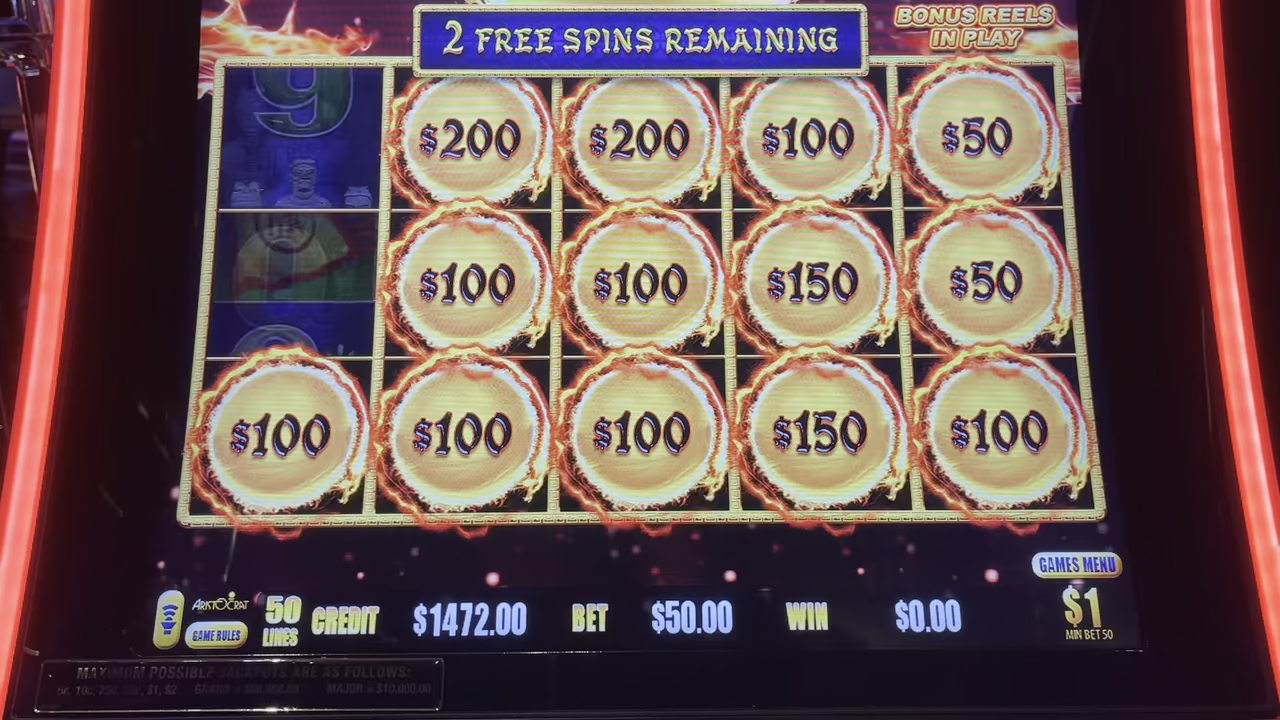 2 FREE SPINS REMAINING
BONUS REELS
IN PLAY
9
$200 $200 $100 $50
$100 $100 $150 $50
$100 $100 $100 $150 $100
GAMES MENU
ARISTOCRAT
GAME RULES
50
LINES
CREDIT $1472.00 BET $50.00 WIN $0.00
$1
MIN BET 50
MAXIMUM POSSIBLE JACKPOTS ARE AS FOLLOWS:
MAJOR = $10,000.00